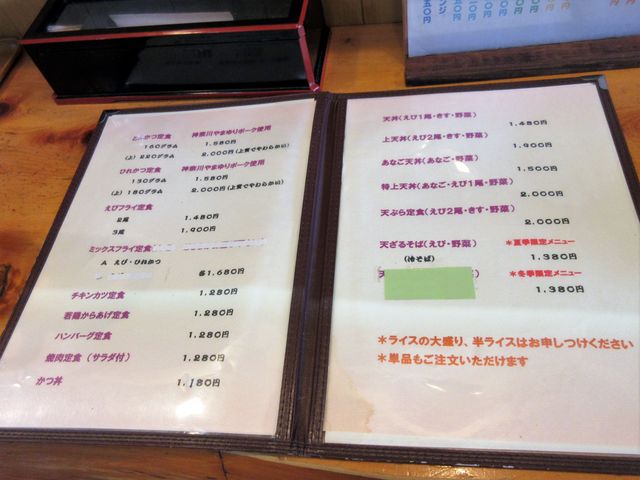 とんかつ定食 神奈川やまゆりポーク使用
160グラム 1.580円
(上) 220グラム 2.000円(上質でやわらかい)
ひれかつ定食 神奈川やまゆりポーク使用
130グラム 1.580円
(上) 180グラム 2.000円(上質でやわらかい)
えびフライ定食
2尾 1.480円
3尾 1.900円
ミックスフライ定食
A えび・ひれかつ
各1.680円
チキンカツ定食 1.280円
若鶏からあげ定食 1.280円
ハンバーグ定食 1.280円
焼肉定食(サラダ付) 1.280円
かつ丼 1.180円
天丼(えび1尾・きす・野菜)
1.480円
上天丼(えび2尾・きす・野菜)
1.900円
あなご天丼(あなご・野菜)
1.500円
特上天丼(あなご・えび1尾・野菜)
2.000円
天ぷら定食(えび2尾・きす・野菜)
2.000円
天ざるそば(えび・野菜) *夏季限定メニュー
(冷そば) 1.380円
天 *冬季限定メニュー
1.380円
*ライスの大盛り、半ライスはお申しつけください
*単品もご注文いただけます